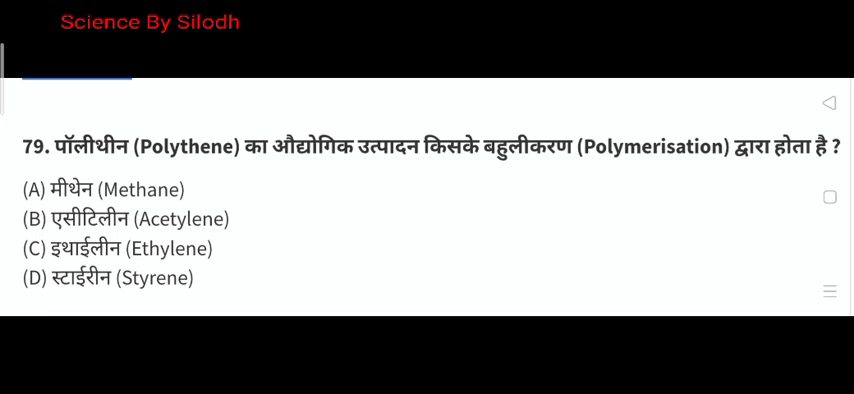 Science By Silodh
79. पॉलीथीन (Polythene) का औद्योगिक उत्पादन किसके बहुलीकरण (Polymerisation) द्वारा होता है ?
(A) मीथेन (Methane)
(B) एसीटिलीन (Acetylene)
(C) इथाईलीन (Ethylene)
(D) स्टाईरीन (Styrene)